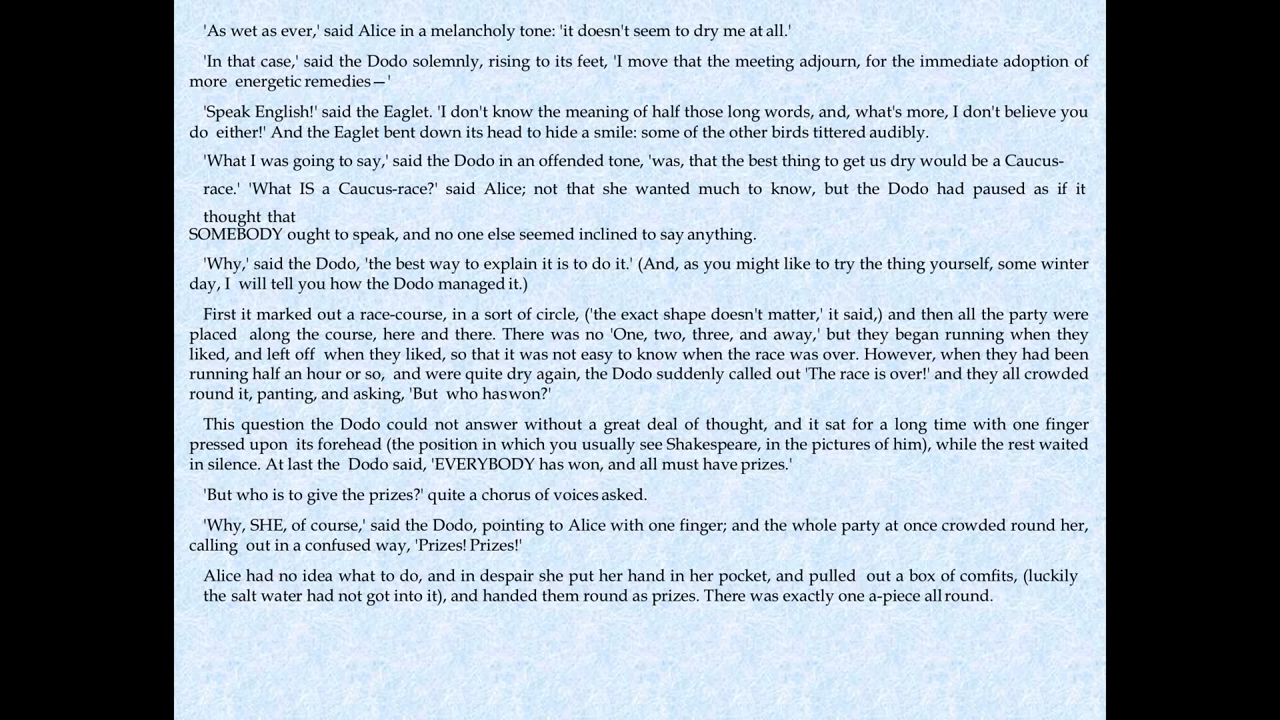 'As wet as ever,' said Alice in a melancholy tone: 'it doesn't seem to dry me at all.'
'In that case,' said the Dodo solemnly, rising to its feet, 'I move that the meeting adjourn, for the immediate adoption of
more energetic remedies—'
'Speak English!' said the Eaglet. 'I don't know the meaning of half those long words, and, what's more, I don't believe you
do either!' And the Eaglet bent down its head to hide a smile: some of the other birds tittered audibly.
'What I was going to say,' said the Dodo in an offended tone, 'was, that the best thing to get us dry would be a Caucus-
race.' 'What IS a Caucus-race?' said Alice; not that she wanted much to know, but the Dodo had paused as if it
thought that
SOMEBODY ought to speak, and no one else seemed inclined to say anything.
'Why,' said the Dodo, 'the best way to explain it is to do it.' (And, as you might like to try the thing yourself, some winter
day, I will tell you how the Dodo managed it.)
First it marked out a race-course, in a sort of circle, ('the exact shape doesn't matter,' it said,) and then all the party were
placed along the course, here and there. There was no 'One, two, three, and away,' but they began running when they
liked, and left off when they liked, so that it was not easy to know when the race was over. However, when they had been
running half an hour or so, and were quite dry again, the Dodo suddenly called out 'The race is over!' and they all crowded
round it, panting, and asking, 'But who has won?'
This question the Dodo could not answer without a great deal of thought, and it sat for a long time with one finger
pressed upon its forehead (the position in which you usually see Shakespeare, in the pictures of him), while the rest waited
in silence. At last the Dodo said, 'EVERYBODY has won, and all must have prizes.'
'But who is to give the prizes?' quite a chorus of voices asked.
'Why, SHE, of course,' said the Dodo, pointing to Alice with one finger; and the whole party at once crowded round her,
calling out in a confused way, 'Prizes! Prizes!'
Alice had no idea what to do, and in despair she put her hand in her pocket, and pulled out a box of comfits, (luckily
the salt water had not got into it), and handed them round as prizes. There was exactly one a-piece all round.